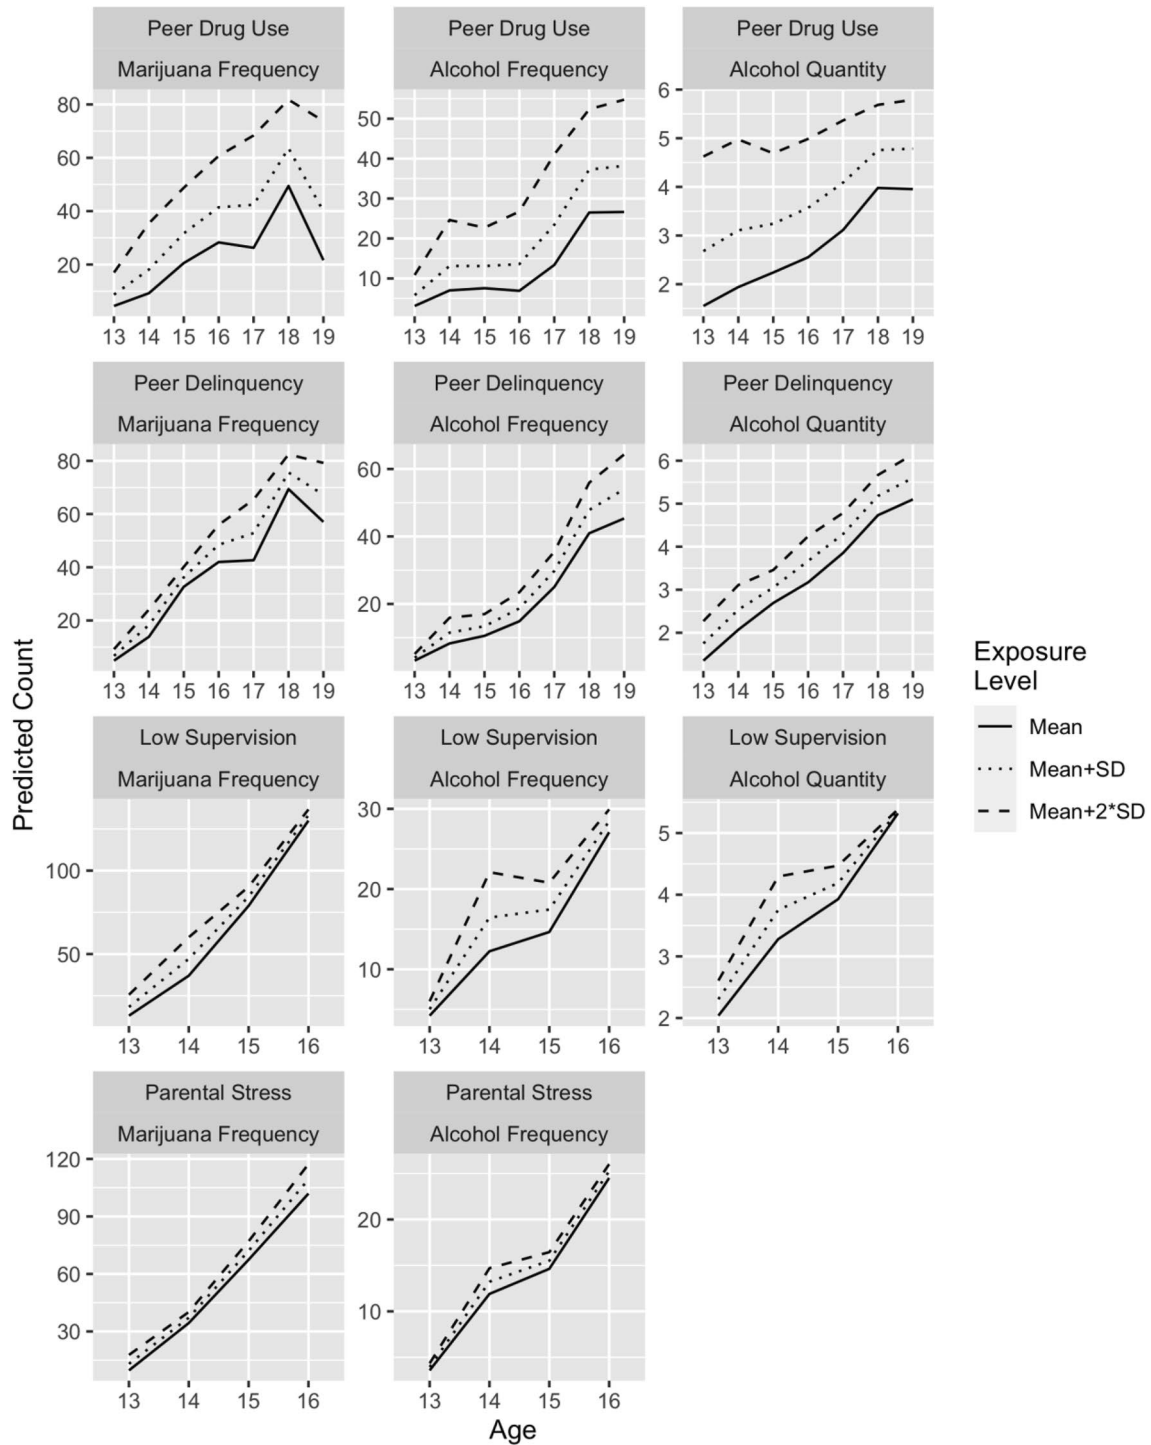 Peer Drug Use
Marijuana Frequency
80
60
40
20
13 14 15 16 17 18 19
Peer Drug Use
Alcohol Frequency
50
40
30
20
10
13 14 15 16 17 18 19
Peer Drug Use
Alcohol Quantity
6
5
4
3
2
13 14 15 16 17 18 19
Peer Delinquency
Marijuana Frequency
80
60
40
20
13 14 15 16 17 18 19
Peer Delinquency
Alcohol Frequency
60
40
20
13 14 15 16 17 18 19
Peer Delinquency
Alcohol Quantity
6
5
4
3
2
13 14 15 16 17 18 19
Low Supervision
Marijuana Frequency
100
50
13 14 15 16
Low Supervision
Alcohol Frequency
30
20
10
13 14 15 16
Low Supervision
Alcohol Quantity
5
4
3
2
13 14 15 16
Parental Stress
Marijuana Frequency
120
90
60
30
13 14 15 16
Parental Stress
Alcohol Frequency
20
10
13 14 15 16
Predicted Count
Age
Exposure
Level
Mean
Mean+SD
Mean+2*SD